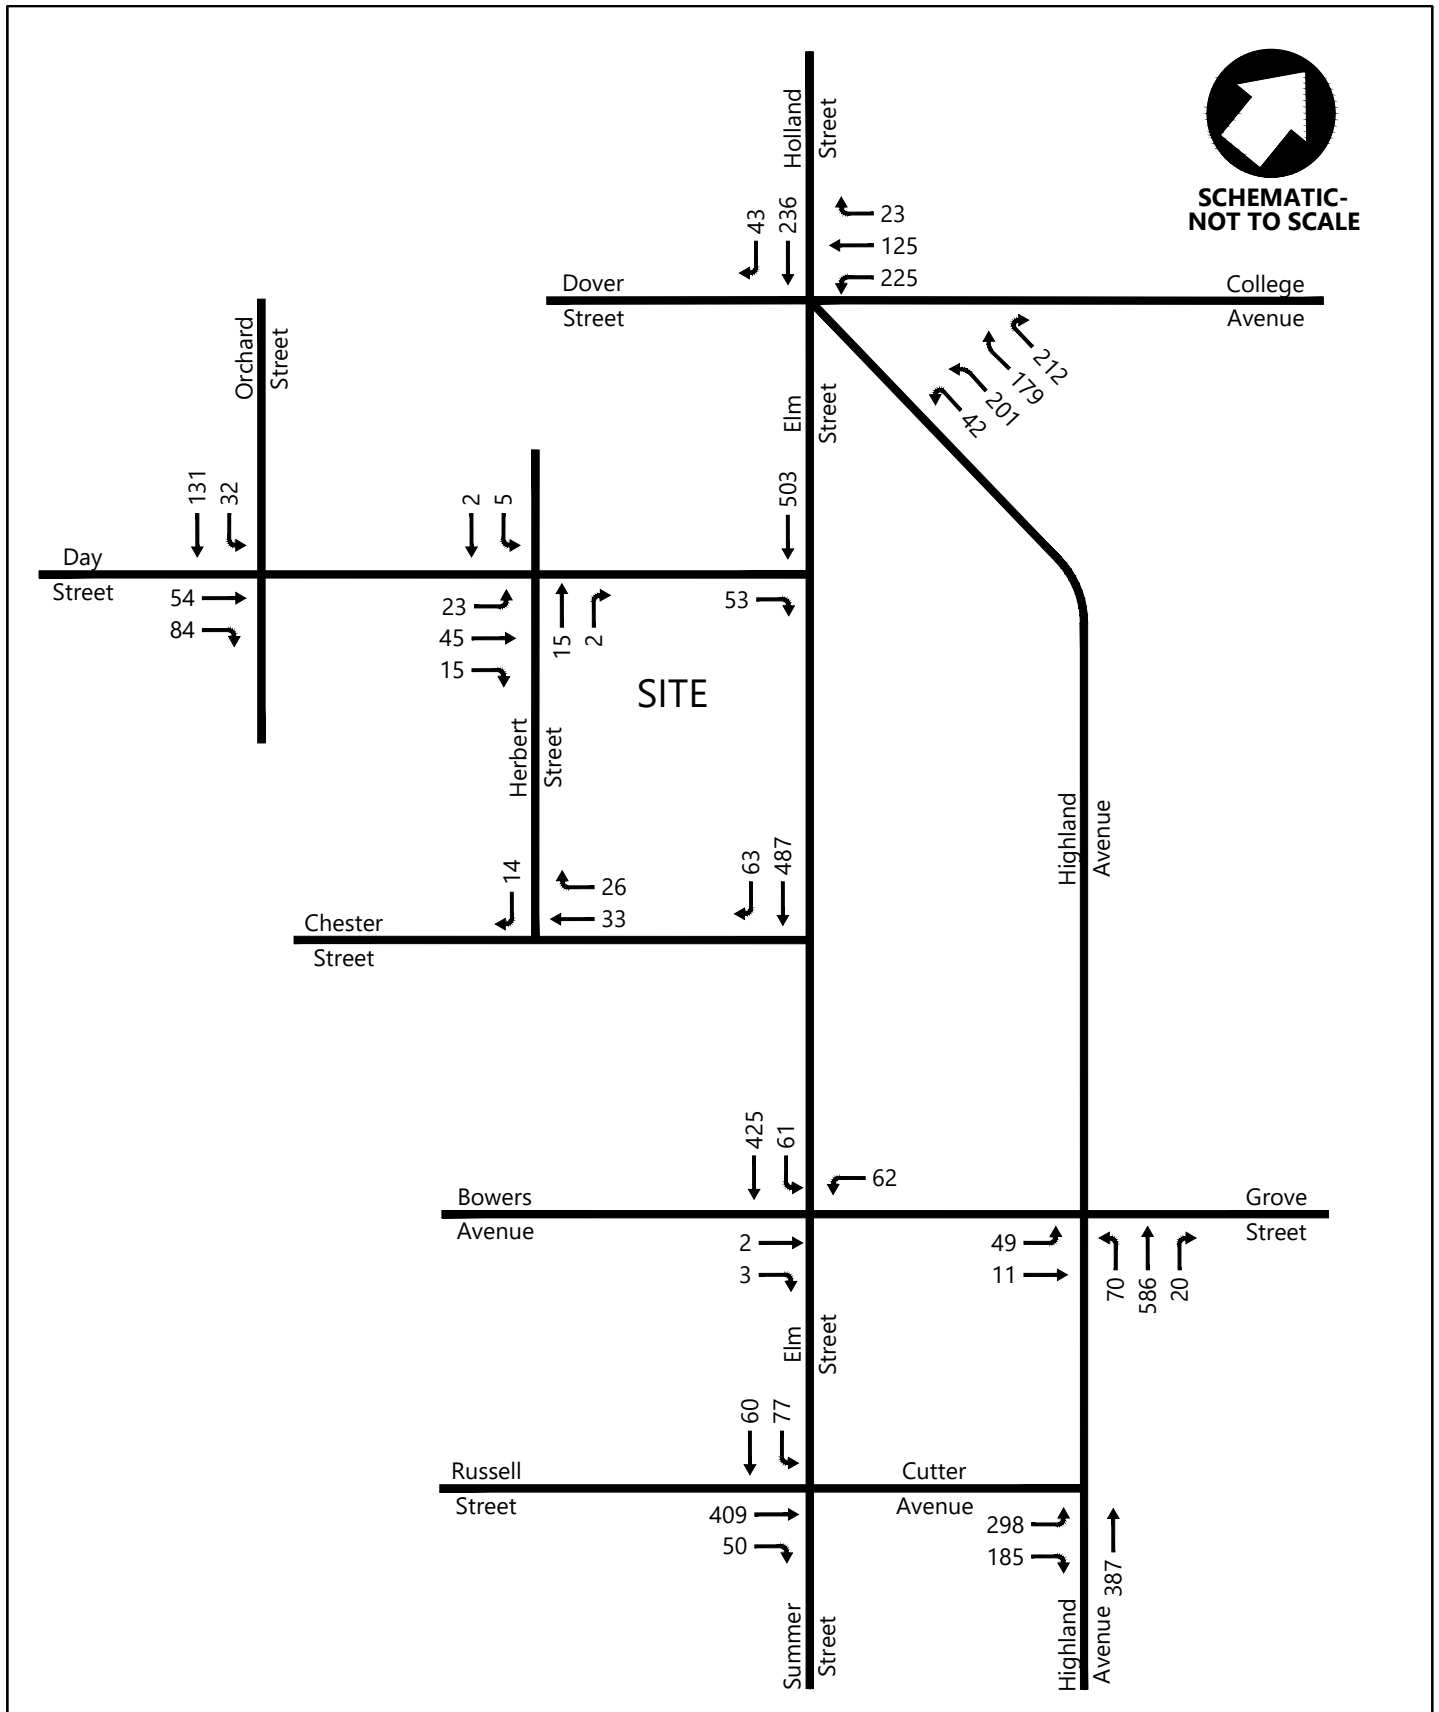 Holland
Street
SCHEMATIC-
NOT TO SCALE
43
236
23
125
225
Dover
Street
College
Avenue
Orchard
Street
Elm
Street
212
179
201
42
131
32
2
5
503
Day
Street
54
84
23
45
15
15
2
53
SITE
Herbert
Street
Highland
Avenue
14
26
33
63
487
Chester
Street
425
61
62
Bowers
Avenue
Grove
Street
2
3
49
11
70
586
20
Elm
Street
60
77
Russell
Street
Cutter
Avenue
409
50
298
185
387
Summer
Street
Highland
Avenue